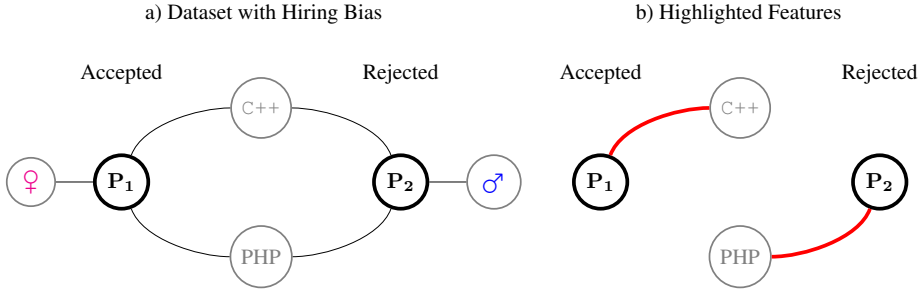 a) Dataset with Hiring Bias
b) Highlighted Features
Accepted
Rejected
Accepted
Rejected
C++
C++
♀
P₁
P₂
♂
P₁
P₂
PHP
PHP